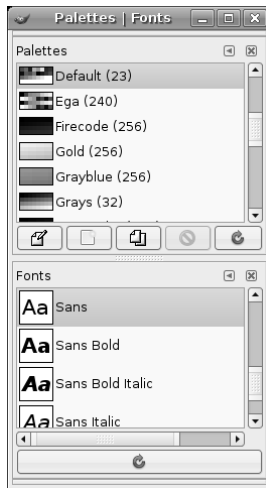 Palettes | Fonts
Palettes
Default (23)
Ega (240)
Firecode (256)
Gold (256)
Grayblue (256)
Grays (32)
Fonts
Aa Sans
Aa Sans Bold
Aa Sans Bold Italic
Aa Sans Italic